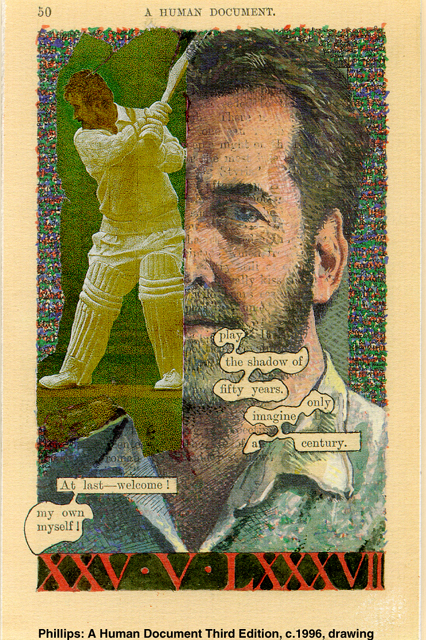 50
A HUMAN DOCUMENT.
play
the shadow of
fifty years.
only
imagine
a
century.
At last—welcome!
my own
myself!
XXV · V · LXXXVII
Phillips: A Human Document Third Edition, c.1996, drawing